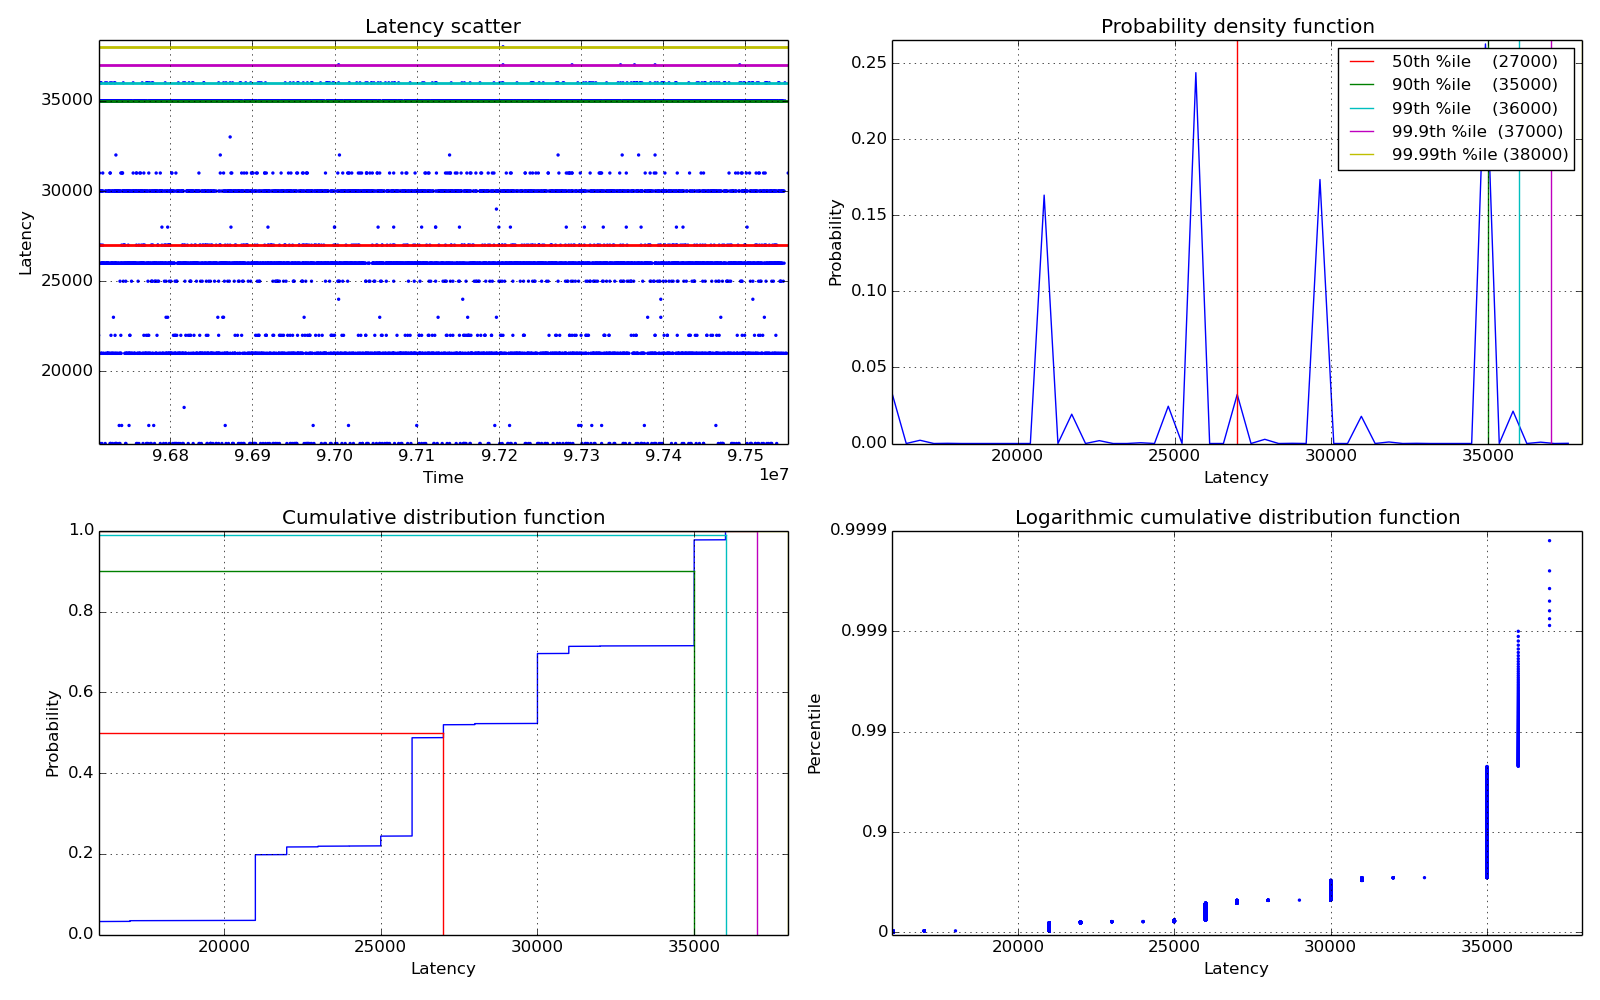 Latency scatter
35000
30000
25000
20000
Latency
9.68 9.69 9.70 9.71 9.72 9.73 9.74 9.75
1e7
Time
Probability density function
0.25
0.20
0.15
0.10
0.05
0.00
Probablity
50th %ile (27000)
90th %ile (35000)
99th %ile (36000)
99.9th %ile (37000)
99.99th %ile (38000)
20000 25000 30000 35000
Latency
Cumulative distribution function
1.0
0.8
0.6
0.4
0.2
0.0
Probability
20000 25000 30000 35000
Latency
Logarithmic cumulative distribution function
0.9999
0.999
0.99
0.9
0
Percentile
20000 25000 30000 35000
Latency